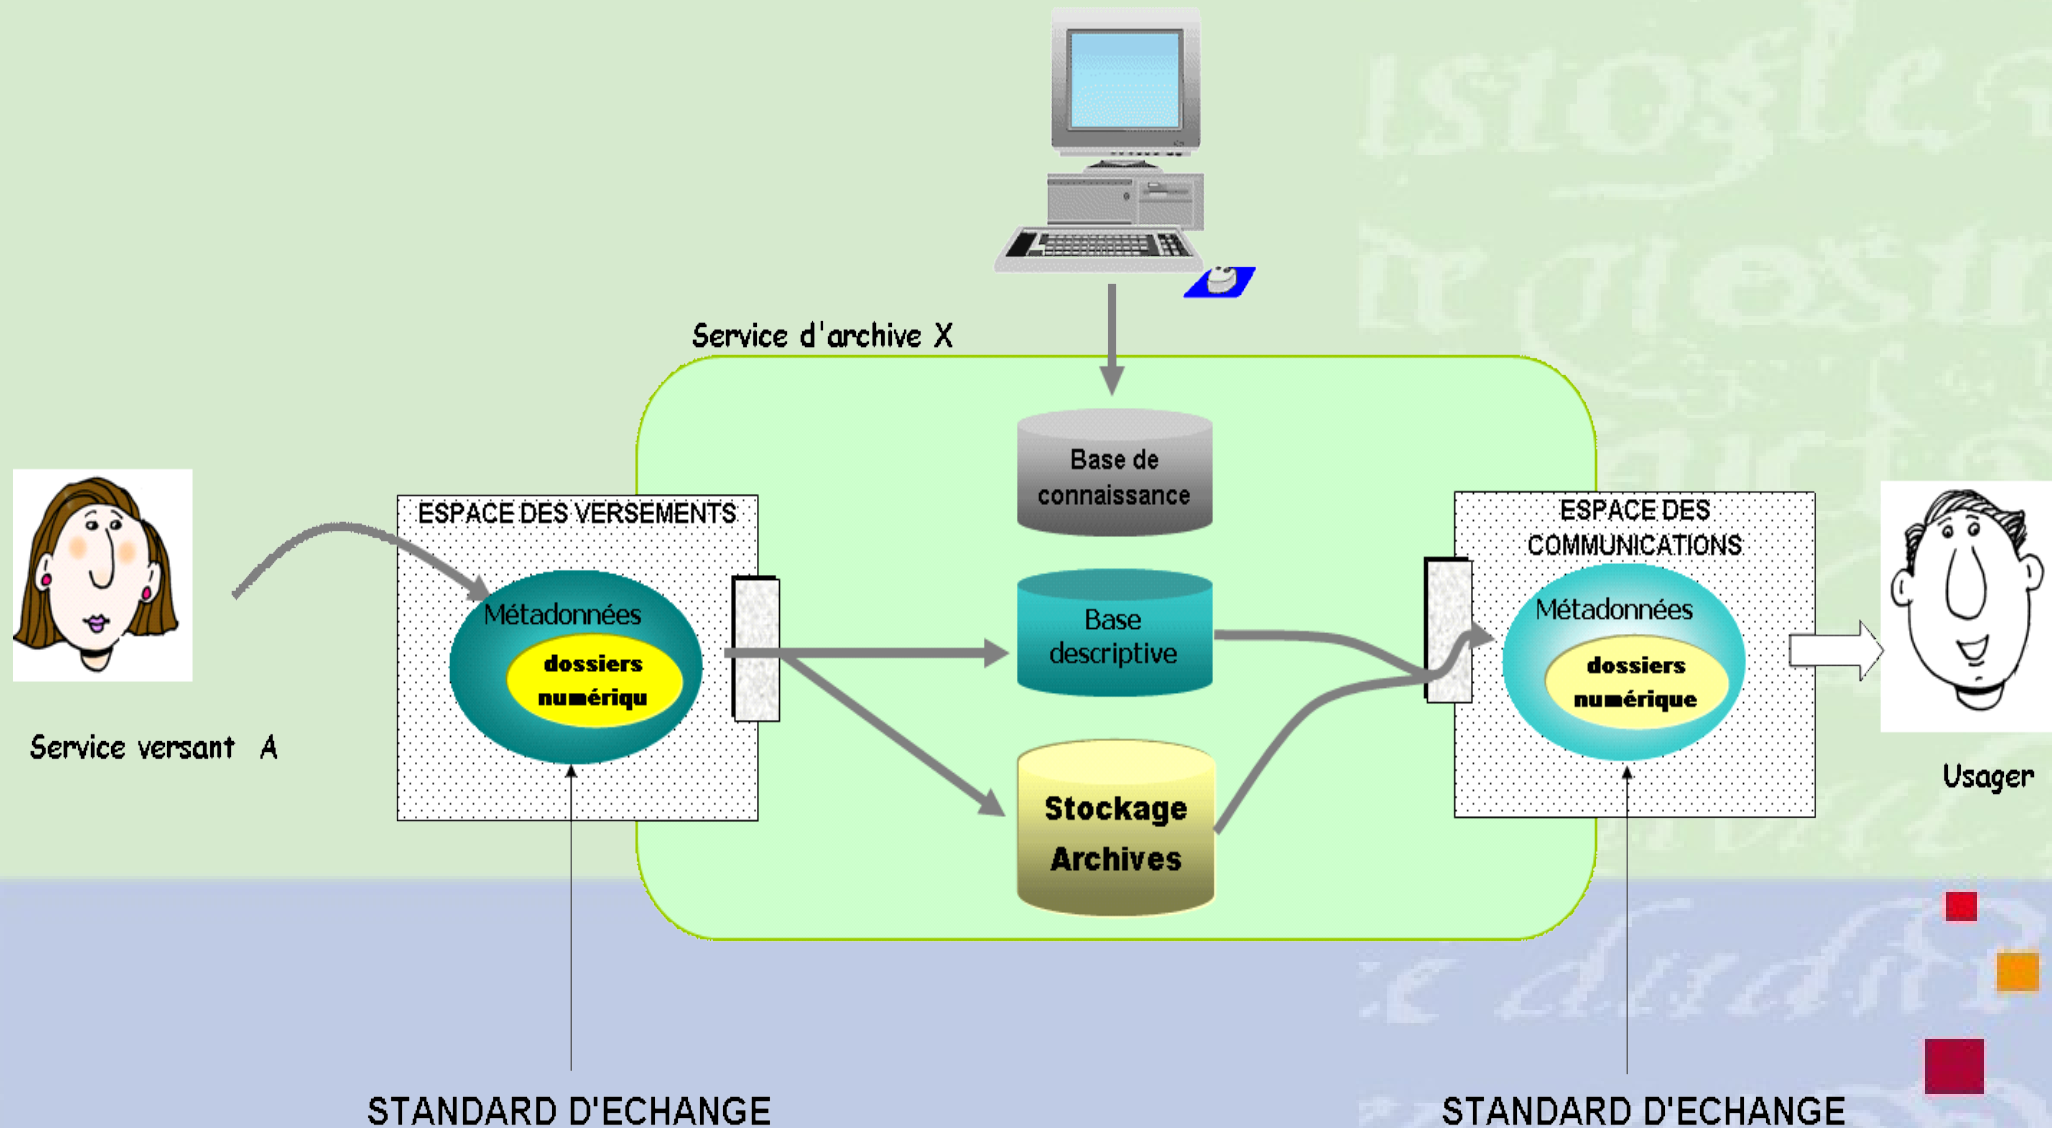 Service d'archive X
Base de
connaissance
ESPACE DES VERSEMENTS
ESPACE DES
COMMUNICATIONS
Métadonnées
dossiers
numériqu
Base
descriptive
Métadonnées
dossiers
numérique
Service versant A
Stockage
Archives
Usager
STANDARD D'ECHANGE
STANDARD D'ECHANGE